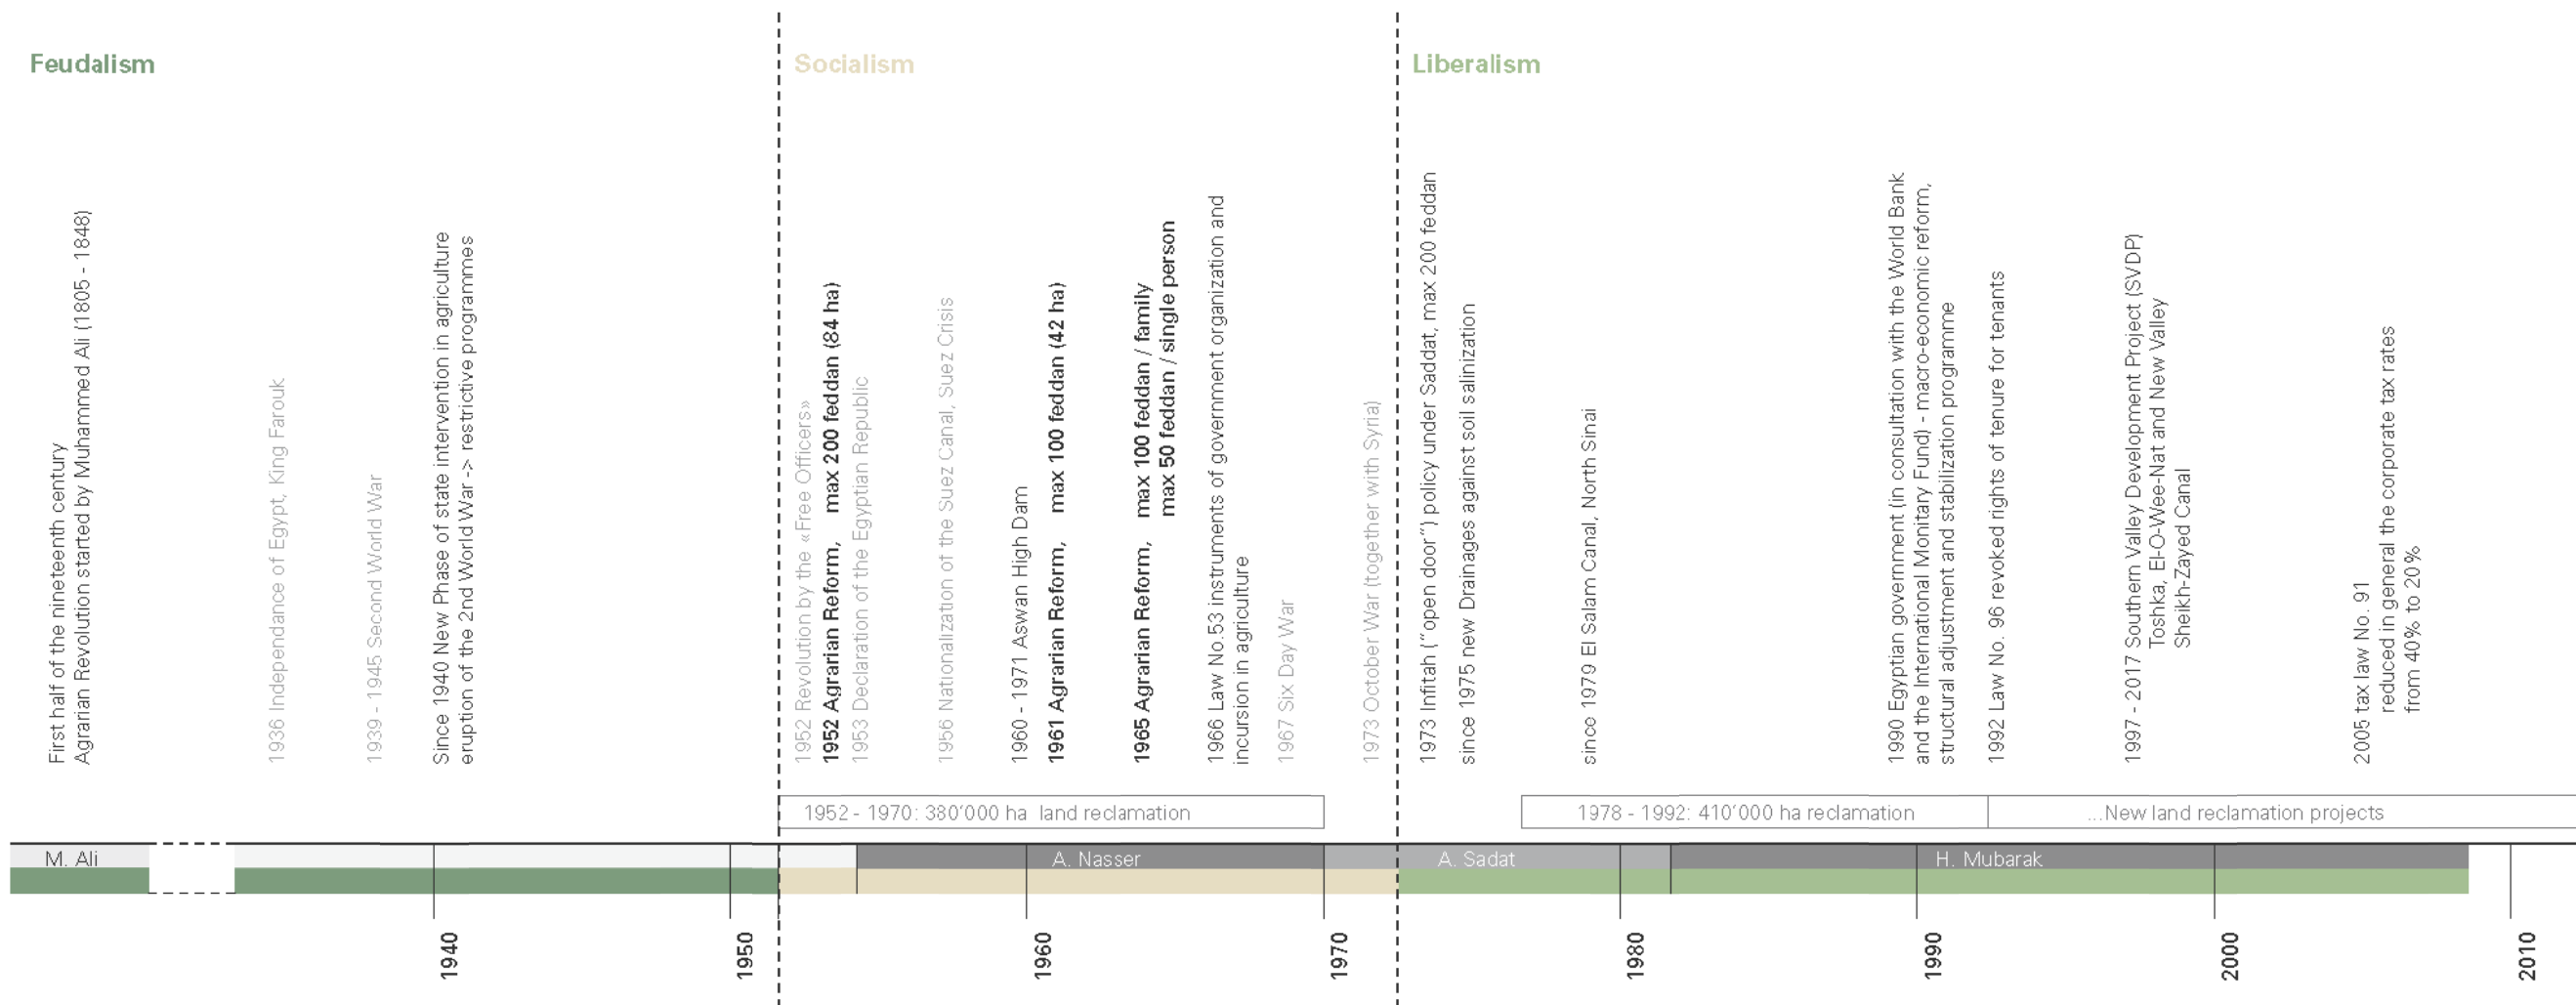 Feudalism
Socialism
Liberalism
First half of the nineteenth century
Agrarian Revolution started by Muhammed Ali (1805 - 1848)
1936 Independance of Egypt, King Farouk
1939 - 1945 Second World War
Since 1940 New Phase of state intervention in agriculture
eruption of the 2nd World War -> restrictive programmes
1952 Revolution by the «Free Officers»
1952 Agrarian Reform, max 200 feddan (84 ha)
1953 Declaration of the Egyptian Republic
1956 Nationalization of the Suez Canal, Suez Crisis
1960 - 1971 Aswan High Dam
1961 Agrarian Reform, max 100 feddan (42 ha)
1965 Agrarian Reform, max 100 feddan / family
max 50 feddan / single person
1966 Law No.53 instruments of government organization and
incursion in agriculture
1967 Six Day War
1973 October War (together with Syria)
1973 Infitah (“open door“) policy under Saddat, max 200 feddan
since 1975 new Drainages against soil salinization
since 1979 El Salam Canal, North Sinai
1990 Egyptian government (in consultation with the World Bank
and the International Monitary Fund) - macro-economic reform,
structural adjustment and stabilization programme
1992 Law No. 96 revoked rights of tenure for tenants
1997 - 2017 Southern Valley Development Project (SVDP)
Toshka, El-O-Wee-Nat and New Valley
Sheikh-Zayed Canal
2005 tax law No. 91
reduced in general the corporate tax rates
from 40% to 20%
1952 - 1970: 380’000 ha land reclamation
1978 - 1992: 410’000 ha reclamation
...New land reclamation projects
M. Ali
A. Nasser
A. Sadat
H. Mubarak
1940
1950
1960
1970
1980
1990
2000
2010